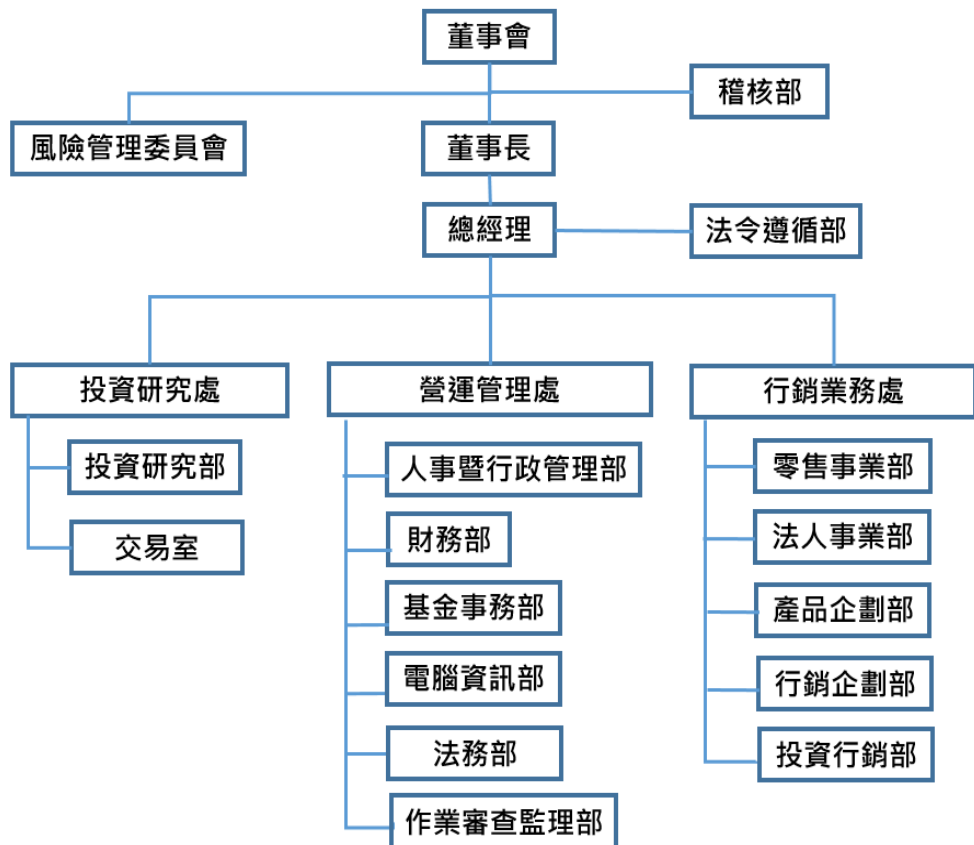 董事會
稽核部
風險管理委員會
董事長
總經理
法令遵循部
投資研究處
投資研究部
交易室
營運管理處
人事暨行政管理部
財務部
基金事務部
電腦資訊部
法務部
作業審查監理部
行銷業務處
零售事業部
法人事業部
產品企劃部
行銷企劃部
投資行銷部